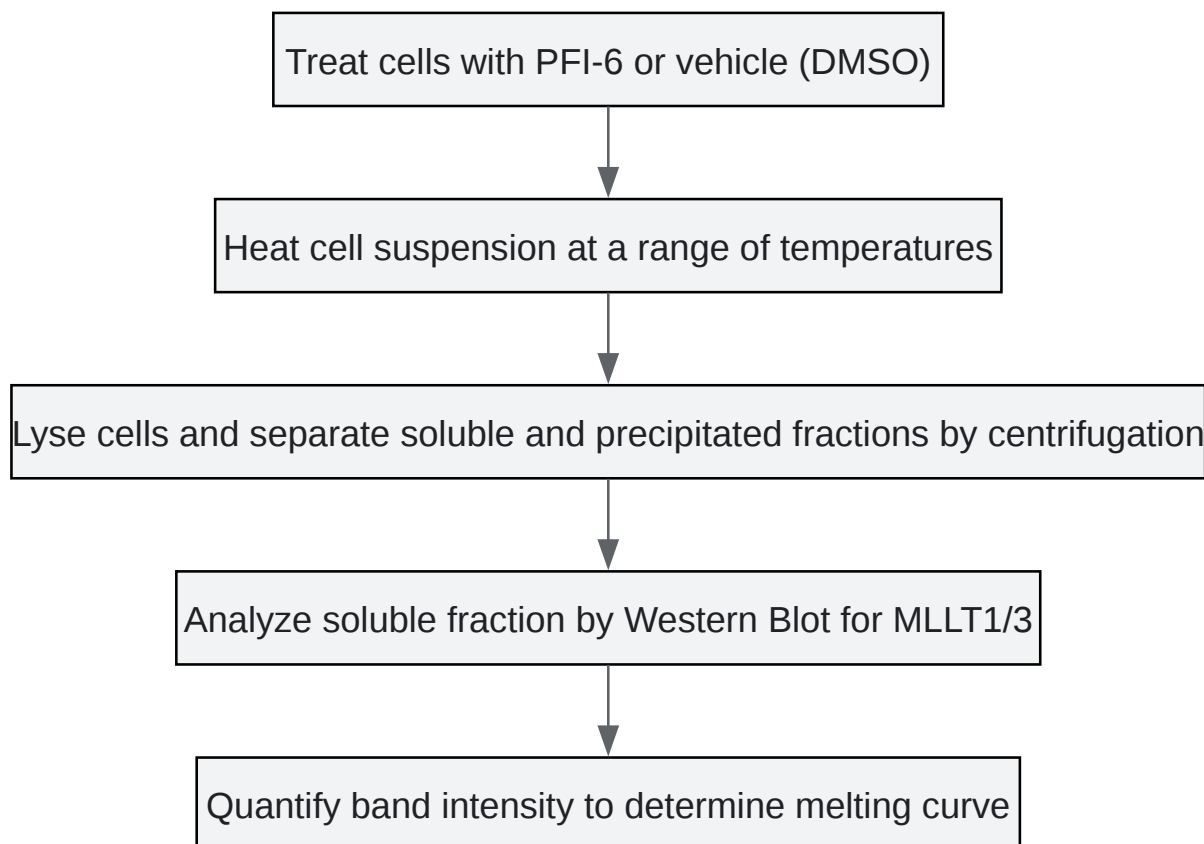 Treat cells with PFI-6 or vehicle (DMSO)
Heat cell suspension at a range of temperatures
Lyse cells and separate soluble and precipitated fractions by centrifugation
Analyze soluble fraction by Western Blot for MLLT1/3
Quantify band intensity to determine melting curve